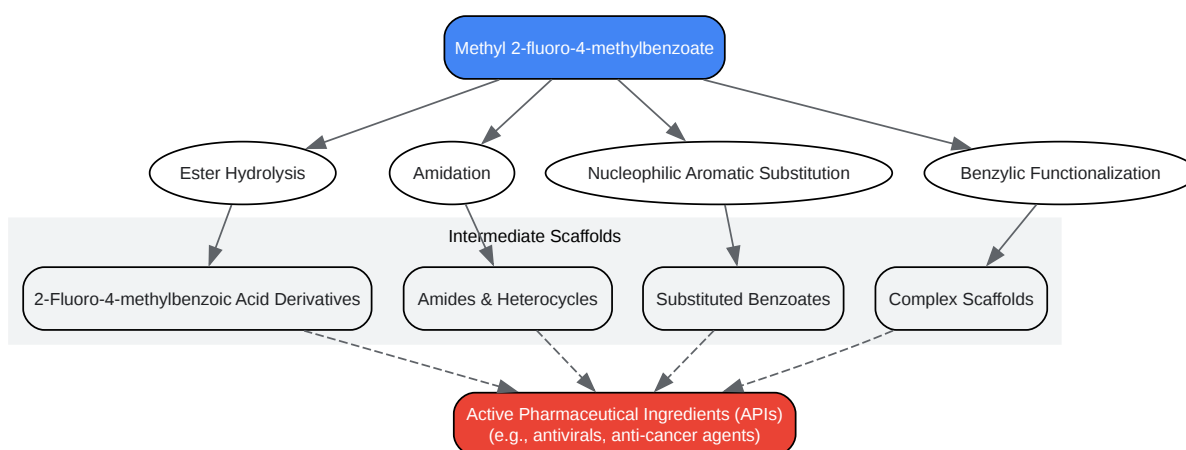 Methyl 2-fluoro-4-methylbenzoate
Ester Hydrolysis
Amidation
Nucleophilic Aromatic Substitution
Benzylic Functionalization
Intermediate Scaffolds
2-Fluoro-4-methylbenzoic Acid Derivatives
Amides & Heterocycles
Substituted Benzoates
Complex Scaffolds
Active Pharmaceutical Ingredients (APIs)
(e.g., antivirals, anti-cancer agents)